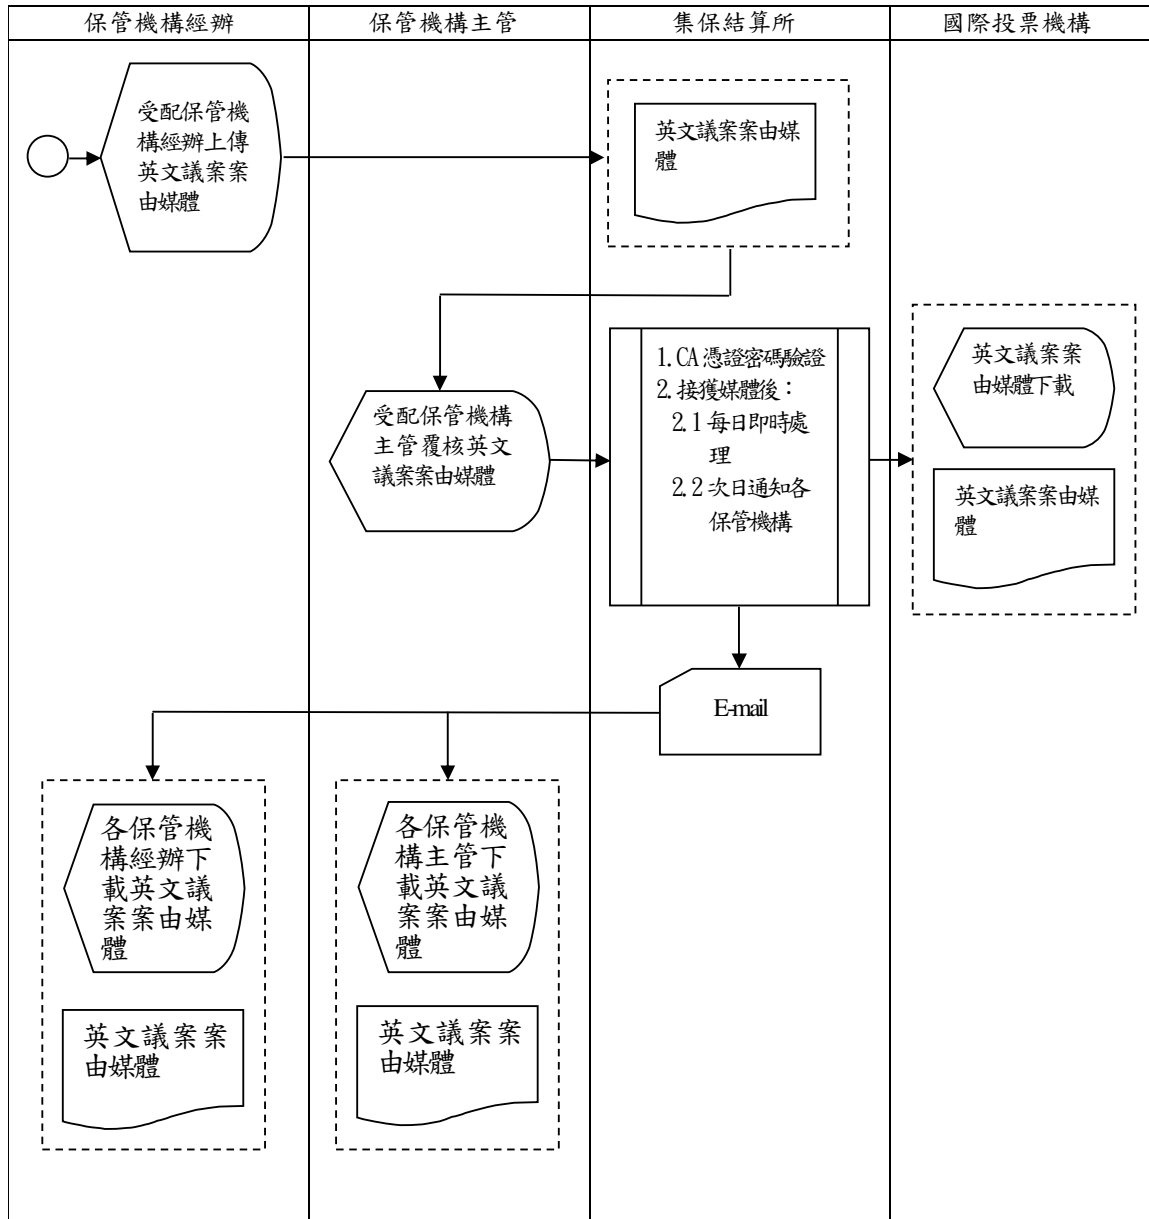 保管機構經辦
保管機構主管
集保結算所
國際投票機構
受配保管機
構經辦上傳
英文議案案
由媒體
英文議案案由媒
體
受配保管機構
主管覆核英文
議案案由媒體
1.CA 憑證密碼驗證
2.接獲媒體後：
2.1 每日即時處
理
2.2 次日通知各
保管機構
英文議案案
由媒體下載
英文議案案由媒
體
E-mail
各保管機
構經辦下
載英文議
案案由媒
體
英文議案案
由媒體
各保管機
構主管下
載英文議
案案由媒
體
英文議案案
由媒體